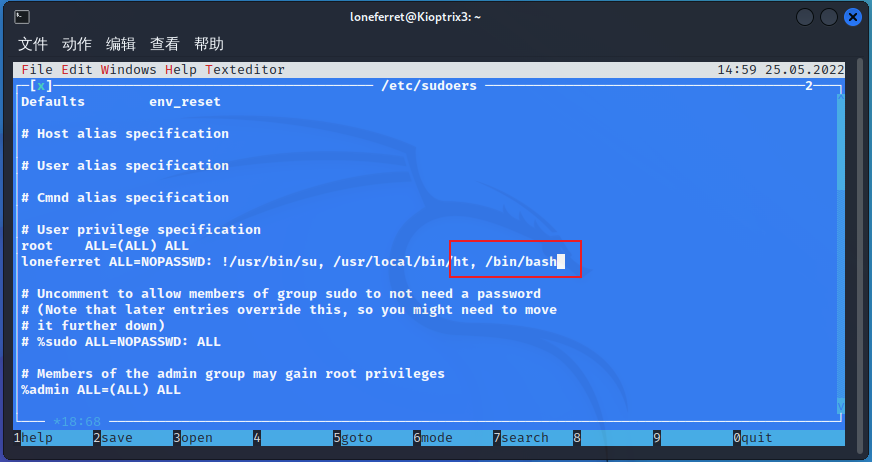 loneferret@Kioptrix3: ~
文件 动作 编辑 查看 帮助
File Edit Windows Help Texteditor 14:59 25.05.2022
[x] /etc/sudoers 2
Defaults        env_reset
# Host alias specification
# User alias specification
# Cmnd alias specification
# User privilege specification
root    ALL=(ALL) ALL
loneferret ALL=NOPASSWD: !/usr/bin/su, /usr/local/bin/ht, /bin/bash
# Uncomment to allow members of group sudo to not need a password
# (Note that later entries override this, so you might need to move
# it further down)
# %sudo ALL=NOPASSWD: ALL
# Members of the admin group may gain root privileges
%admin ALL=(ALL) ALL
*18:68
1help 2save 3open 4 5goto 6mode 7search 8 9 0quit